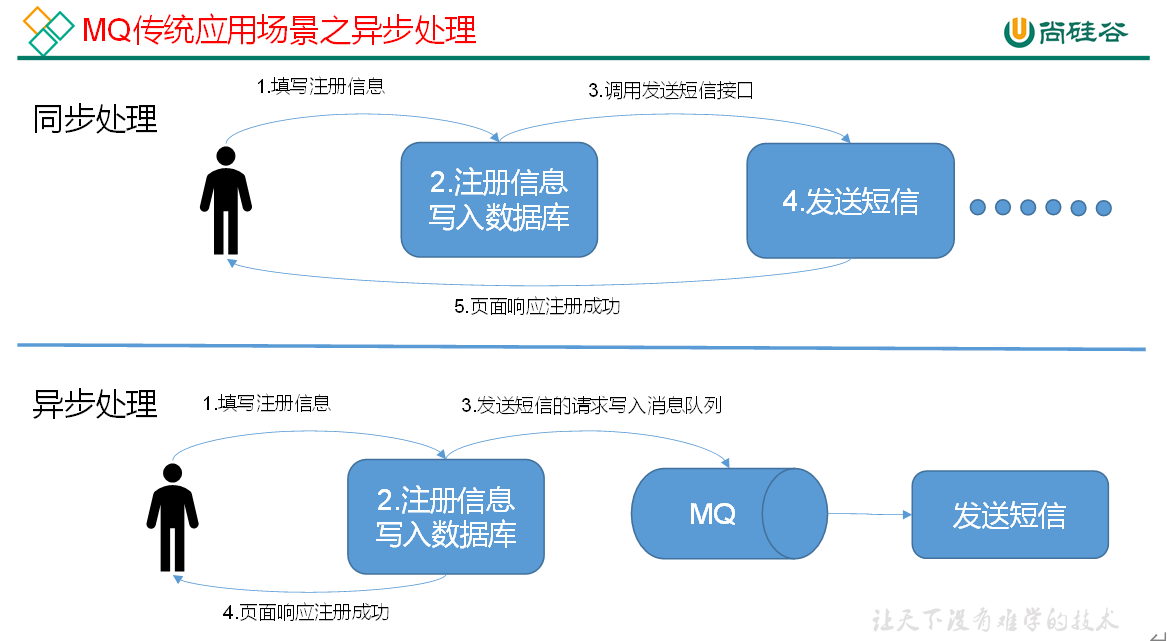 MQ传统应用场景之异步处理
尚硅谷
同步处理
1.填写注册信息
3.调用发送短信接口
2.注册信息
写入数据库
4.发送短信
5.页面响应注册成功
异步处理
1.填写注册信息
3.发送短信的请求写入消息队列
2.注册信息
写入数据库
MQ
发送短信
4.页面响应注册成功
让天下没有难学的技术